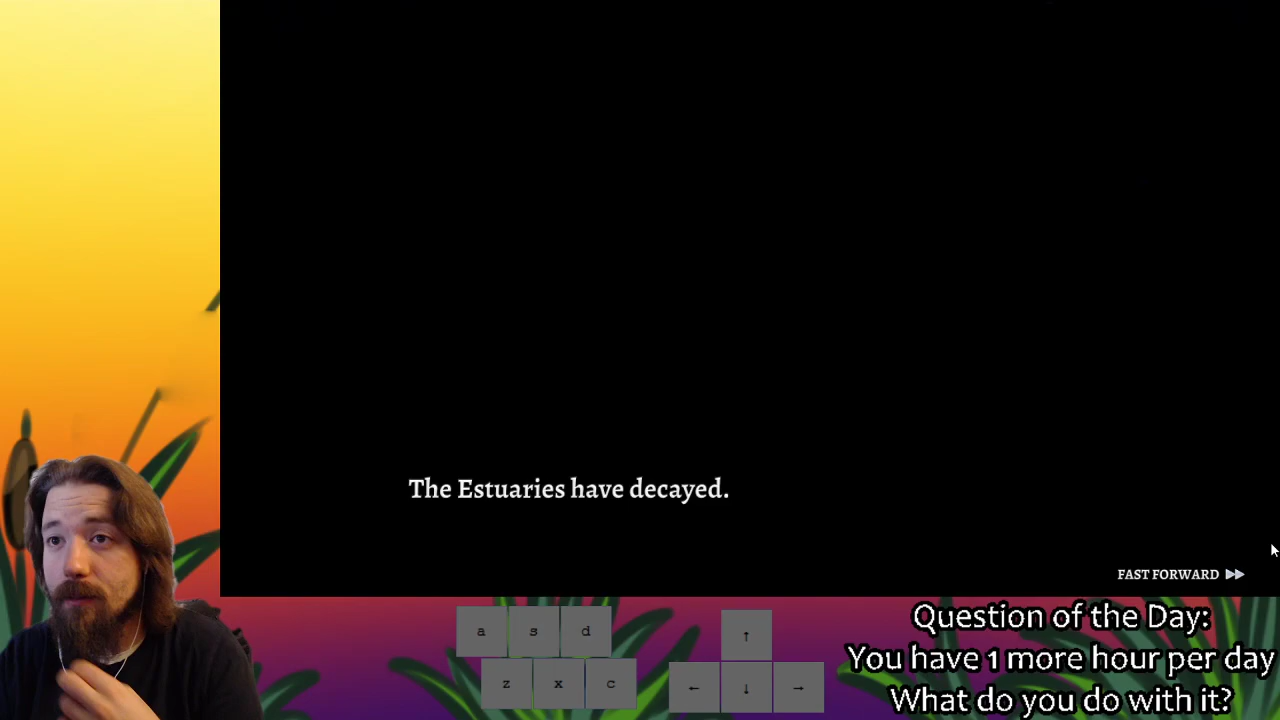 The Estuaries have decayed.
FAST FORWARD
a s d
z x c
↑
← ↓ →
Question of the Day:
You have 1 more hour per day
What do you do with it?